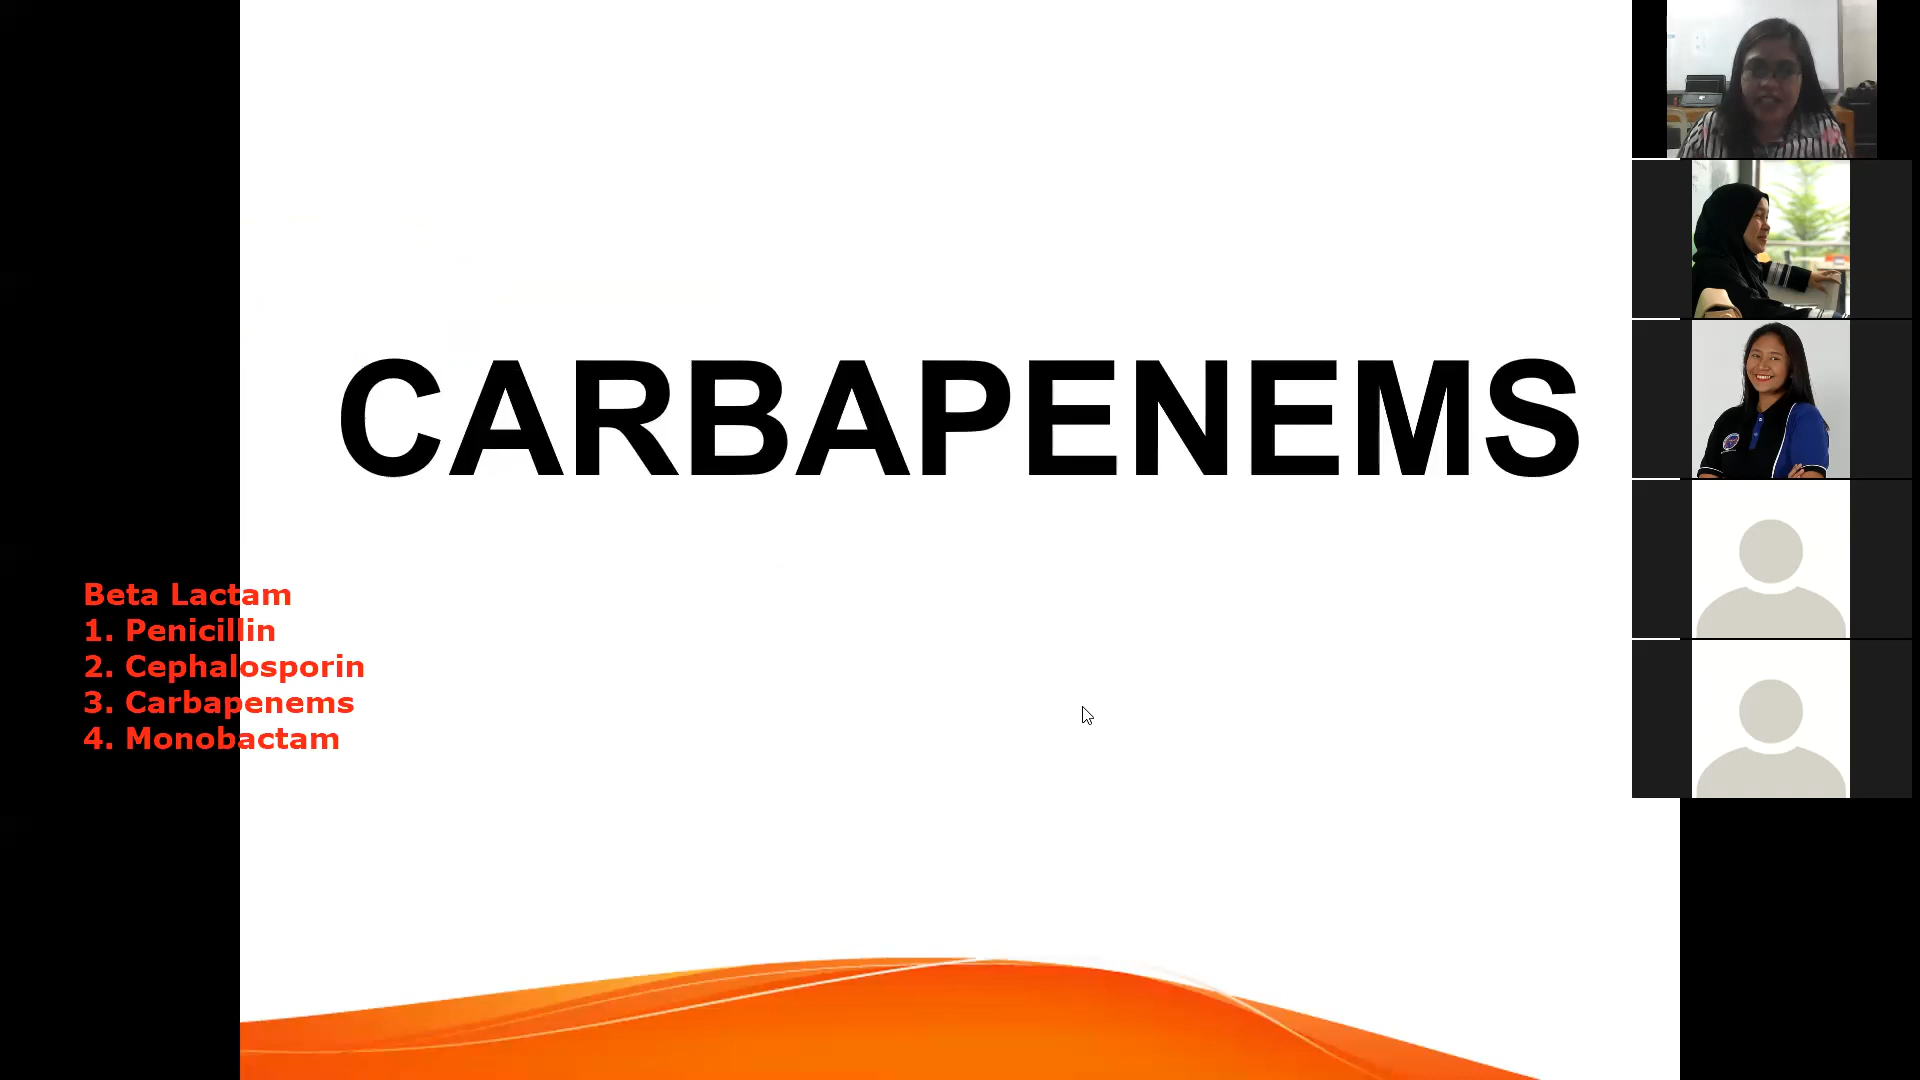 CARBAPENEMS
Beta Lactam
1. Penicillin
2. Cephalosporin
3. Carbapenems
4. Monobactam